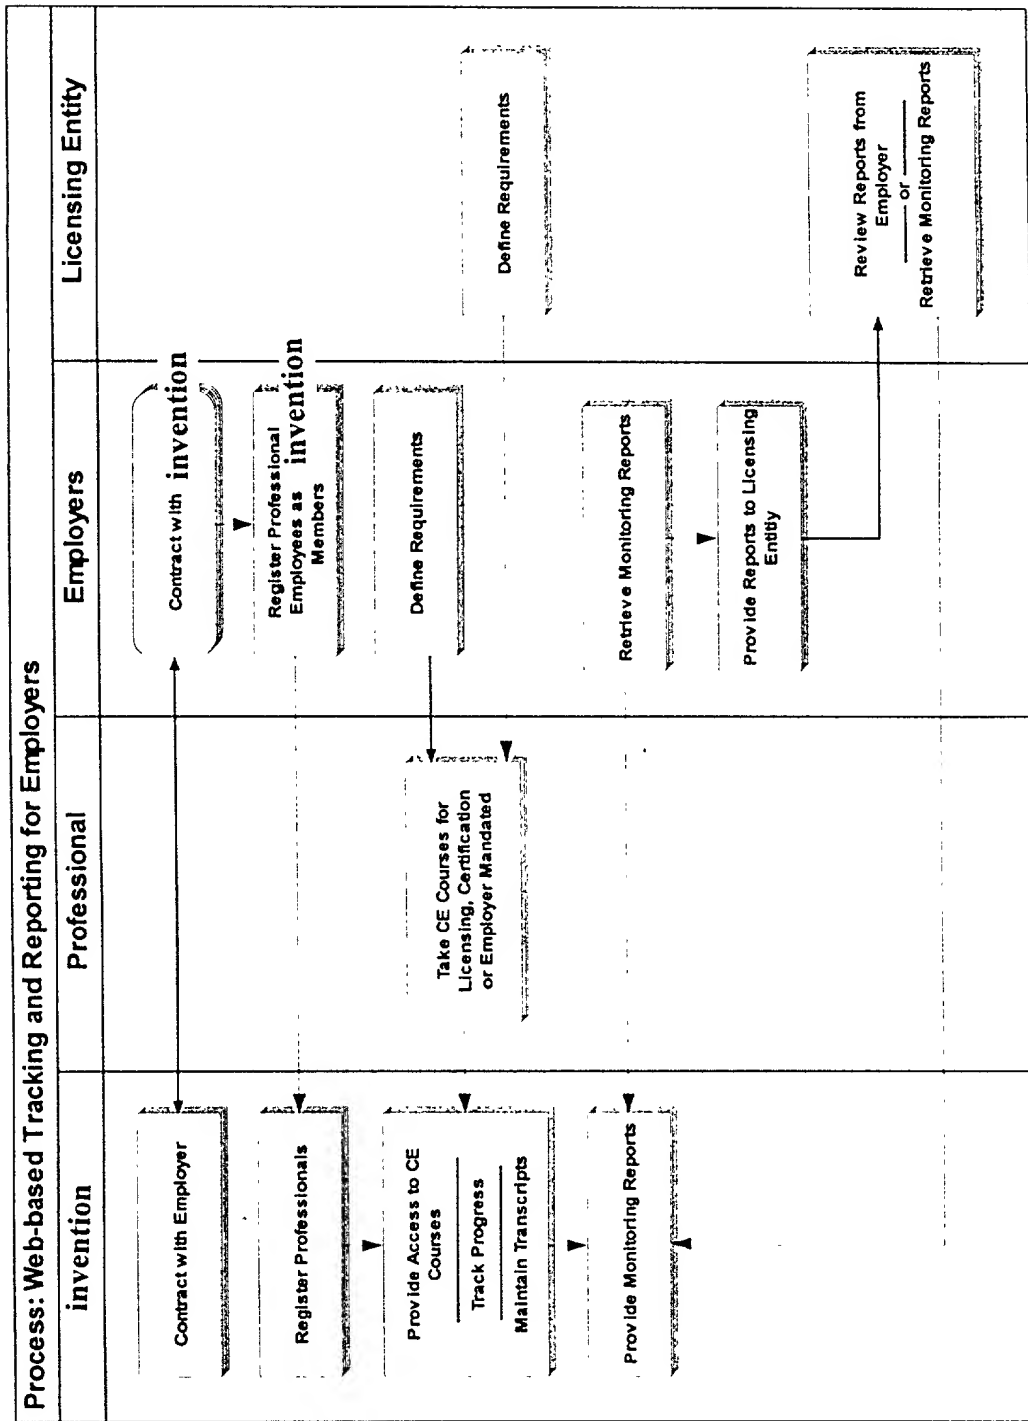 Process: Web-based Tracking and Reporting for Employers
invention
Professional
Employers
Licensing Entity
Contract with Employer
Contract with invention
Register Professionals
Register Professional
Employees as invention
Members
Provide Access to CE
Courses
Track Progress
Maintain Transcripts
Take CE Courses for
Licensing, Certification
or Employer Mandated
Define Requirements
Define Requirements
Provide Monitoring Reports
Retrieve Monitoring Reports
Provide Reports to Licensing
Entitiy
Review Reports from
Employer
or
Retrieve Monitoring Reports